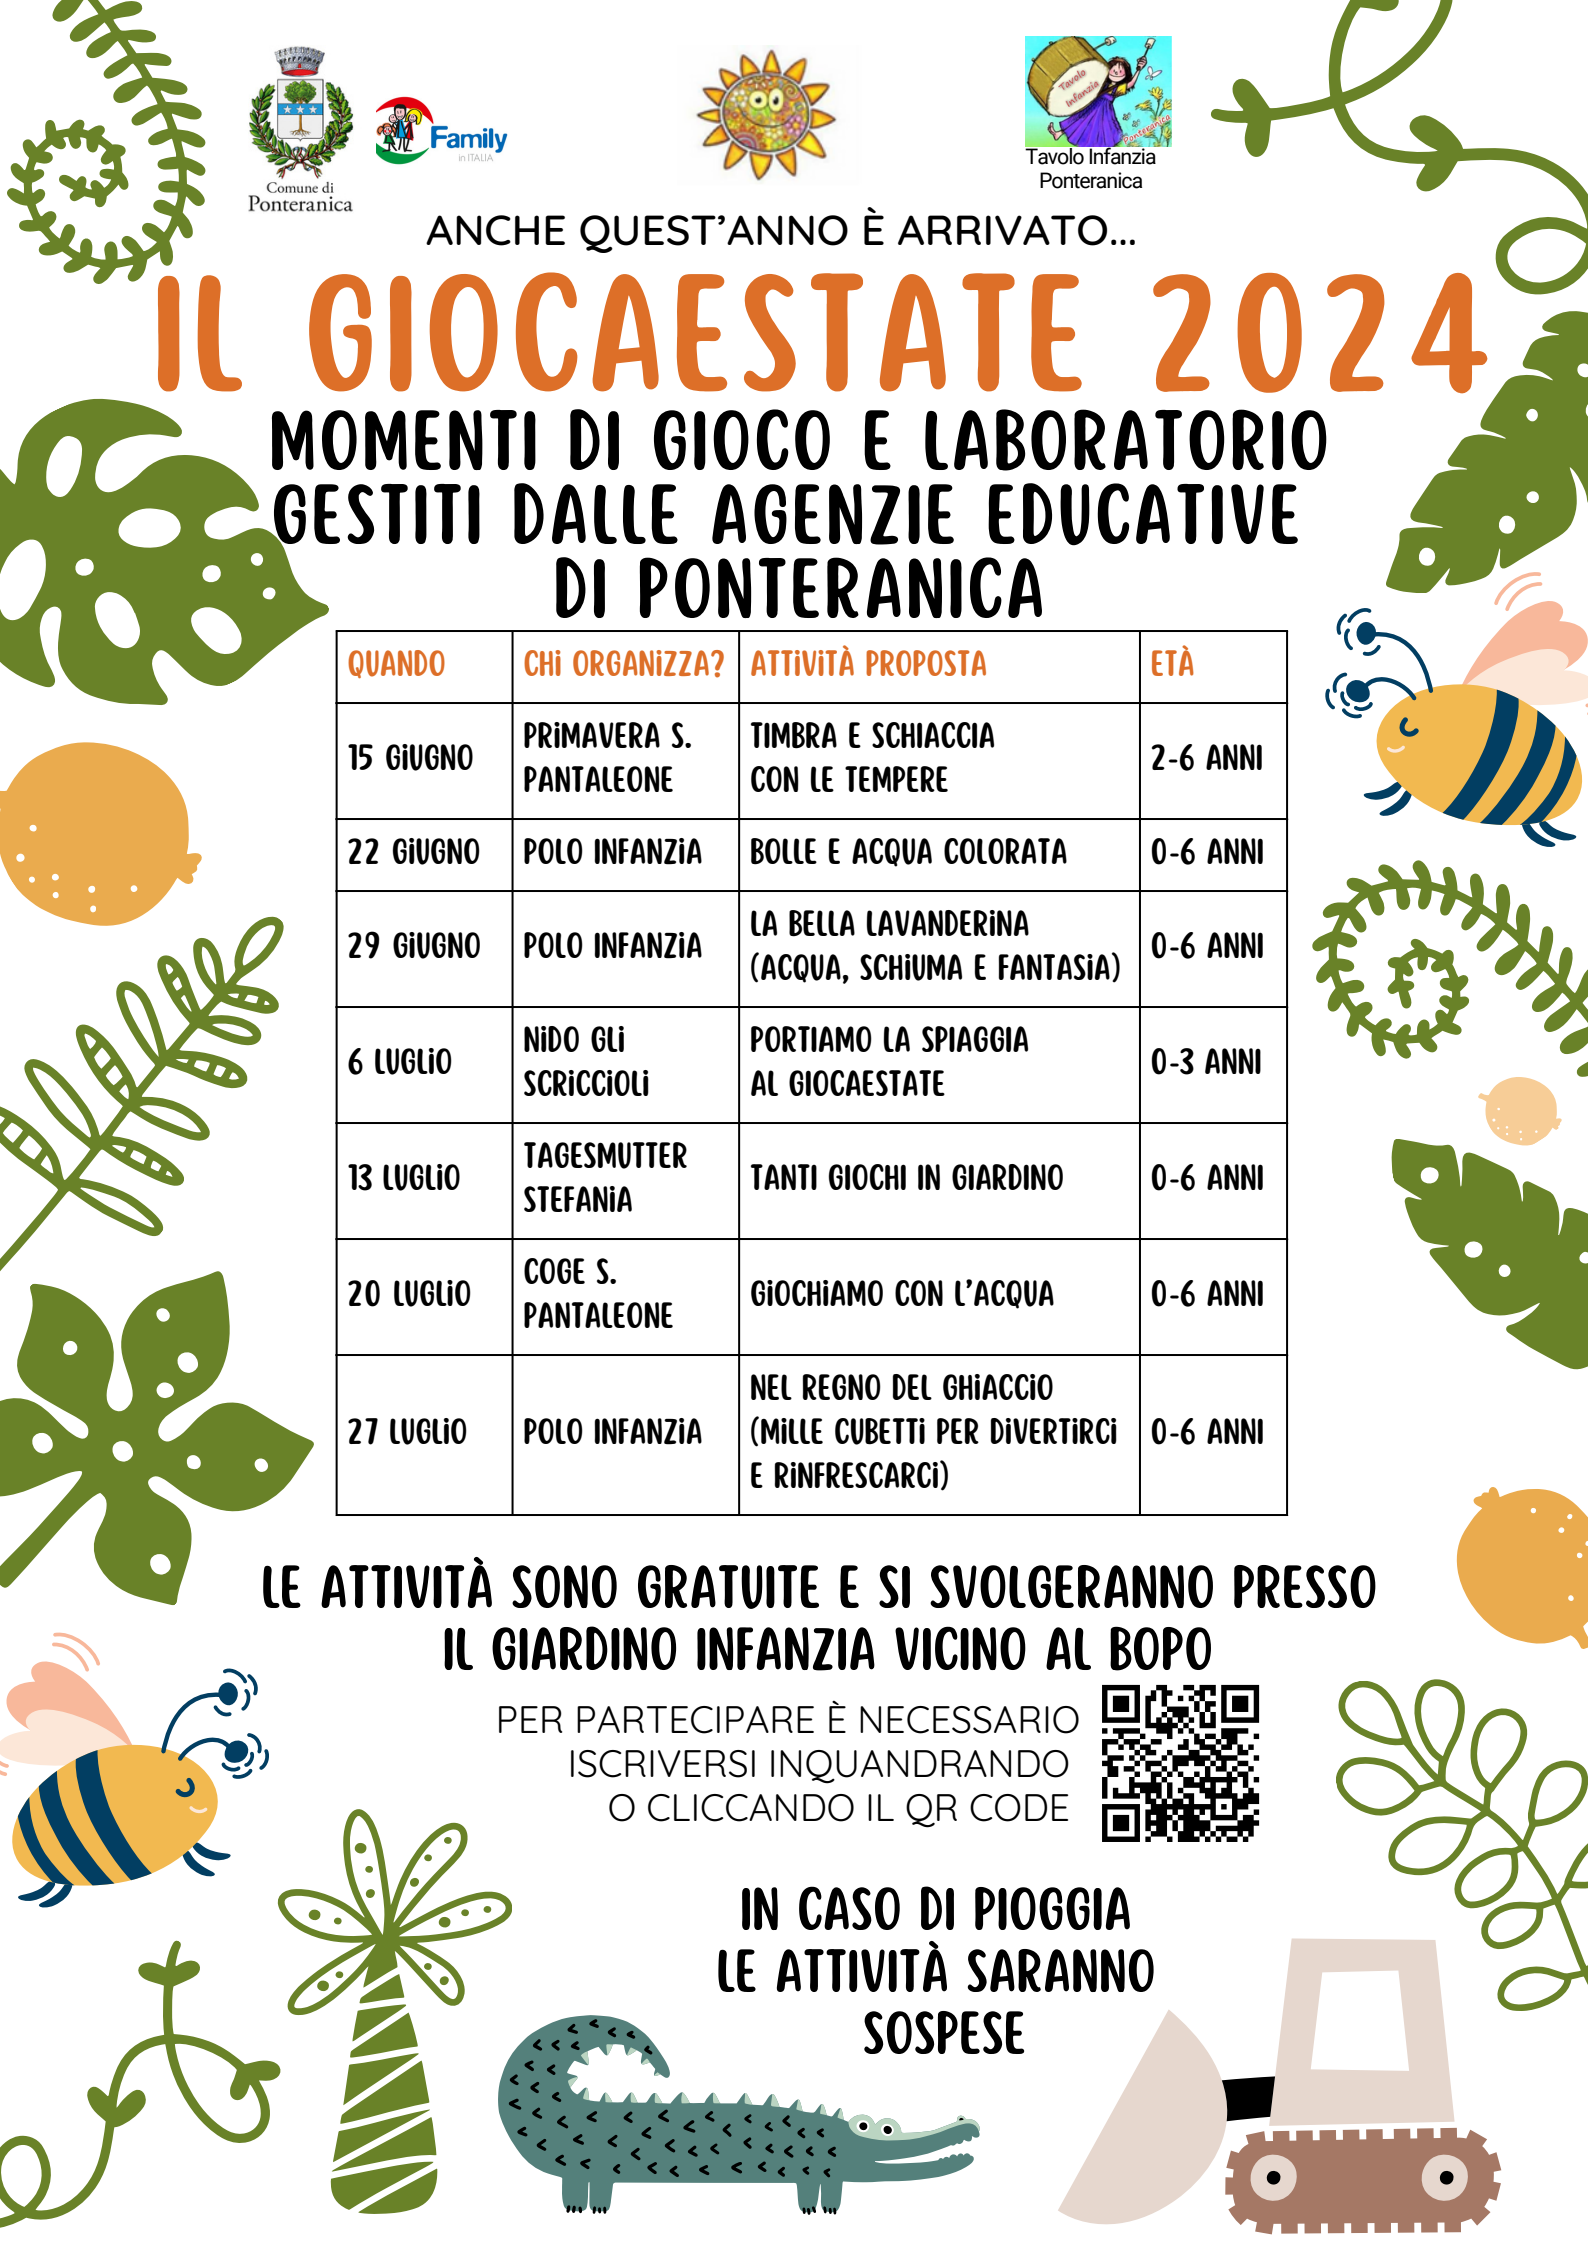 Comune di
Ponteranica
Family
in ITALIA
Tavolo
Infanzia
Ponteranica
Tavolo Infanzia
Ponteranica
ANCHE QUEST'ANNO È ARRIVATO...
IL GIOCAESTATE 2024
MOMENTI DI GIOCO E LABORATORIO
GESTITI DALLE AGENZIE EDUCATIVE
DI PONTERANICA
QUANDO CHi ORGANiZZA? ATTiViTÀ PROPOSTA ETÀ
15 GiUGNO PRiMAVERA S. PANTALEONE TIMBRA E SCHIACCIA CON LE TEMPERE 2-6 ANNI
22 GiUGNO POLO INFANZiA BOLLE E ACQUA COLORATA 0-6 ANNI
29 GiUGNO POLO INFANZiA LA BELLA LAVANDERiNA (ACQUA, SCHiUMA E FANTASiA) 0-6 ANNI
6 LUGLiO NiDO GLi SCRiCCiOLi PORTIAMO LA SPIAGGIA AL GIOCAESTATE 0-3 ANNI
13 LUGLiO TAGESMUTTER STEFANiA TANTI GIOCHI IN GIARDINO 0-6 ANNI
20 LUGLiO COGE S. PANTALEONE GiOCHiAMO CON L'ACQUA 0-6 ANNI
27 LUGLiO POLO INFANZiA NEL REGNO DEL GHiACCiO (MiLLE CUBETTi PER DiVERTiRCi E RiNFRESCARCi) 0-6 ANNI
LE ATTIVITÀ SONO GRATUITE E SI SVOLGERANNO PRESSO
IL GIARDINO INFANZIA VICINO AL BOPO
PER PARTECIPARE È NECESSARIO
ISCRIVERSI INQUANDRANDO
O CLICCANDO IL QR CODE
IN CASO DI PIOGGIA
LE ATTIVITÀ SARANNO
SOSPESE